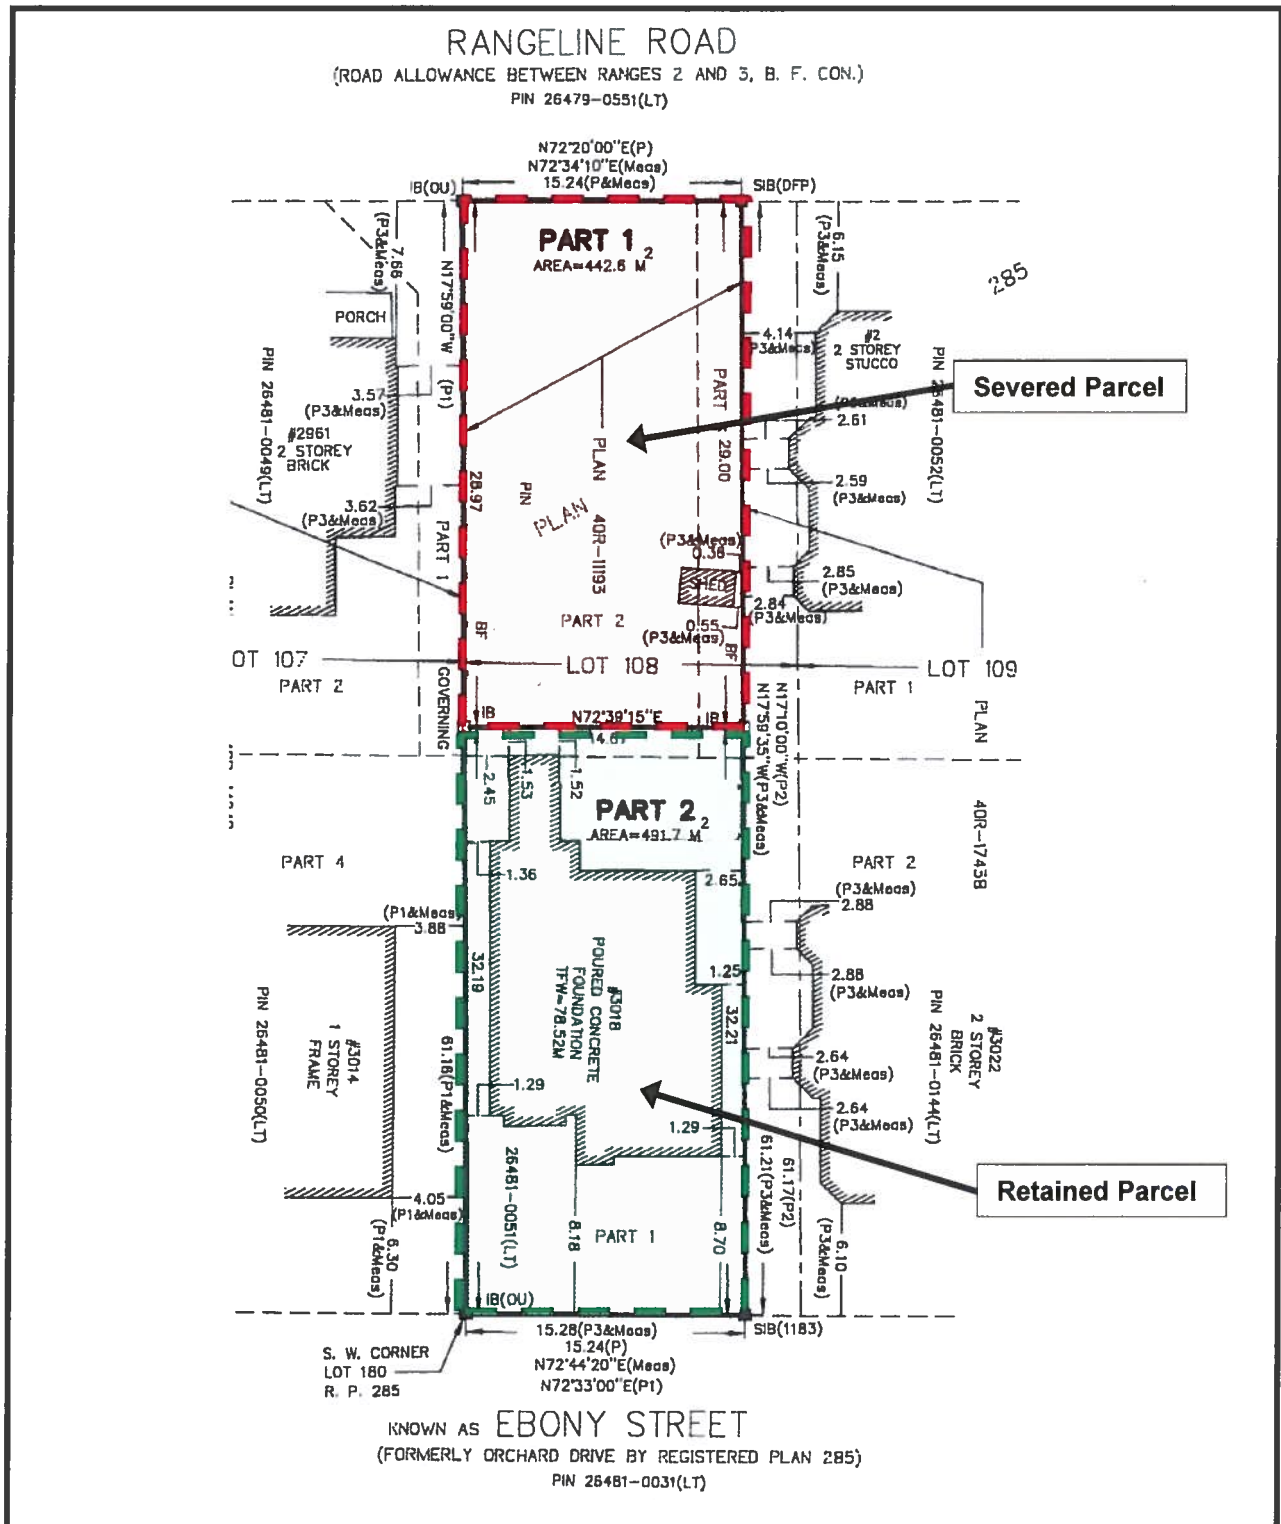 RANGELINE ROAD
(ROAD ALLOWANCE BETWEEN RANGES 2 AND 3, B. F. CON.)
PIN 26479-0551(LT)
N72°20'00"E(P)
N72°34'10"E(Meas)
15.24(P&Meas)
IB(OU)
SIB(DFP)
PART 1
AREA=442.6 M2
7.66
(P3&Meas)
N17°59'00"W
(P1)
6.15
(P3&Meas)
285
PORCH
4.14
(P3&Meas)
#2
2 STOREY
STUCCO
PIN 26481-0052(LT)
PIN 26481-0049(LT)
3.57
(P3&Meas)
#2961
2 STOREY
BRICK
3.62
(P3&Meas)
Severed Parcel
(P3&Meas)
2.61
2.59
(P3&Meas)
PART
29.00
28.97
PIN
PLAN
PLAN 40R-11193
PART 1
(P3&Meas)
0.36
SHED
2.85
(P3&Meas)
2.84
(P3&Meas)
0.55
(P3&Meas)
PART 2
BF
BF
OT 107
LOT 108
LOT 109
PART 2
PART 1
GOVERNING
IB
N72°39'15"E
IB
14.67
N17°10'00"W(P2)
N17°59'35"W(P3&Meas)
PLAN
40R-17438
2.45
1.53
1.52
PART 2
AREA=491.7 M2
PART 4
1.36
2.65
PART 2
(P3&Meas)
2.88
(P1&Meas)
3.88
32.19
1.25
2.88
(P3&Meas)
#3018
POURED CONCRETE
FOUNDATION
TFW=78.52M
32.21
PIN 26481-0050(LT)
#3014
1 STOREY
FRAME
61.18(P1&Meas)
#3022
2 STOREY
BRICK
PIN 26481-0144(LT)
2.64
(P3&Meas)
1.29
2.64
(P3&Meas)
1.29
26481-0051(LT)
61.21(P3&Meas)
61.17(P2)
Retained Parcel
4.05
(P1&Meas)
6.30
(P1&Meas)
8.18
PART 1
8.70
6.10
(P3&Meas)
IB(OU)
SIB(1183)
15.28(P3&Meas)
15.24(P)
N72°44'20"E(Meas)
N72°33'00"E(P1)
S. W. CORNER
LOT 180
R. P. 285
KNOWN AS EBONY STREET
(FORMERLY ORCHARD DRIVE BY REGISTERED PLAN 285)
PIN 26481-0031(LT)